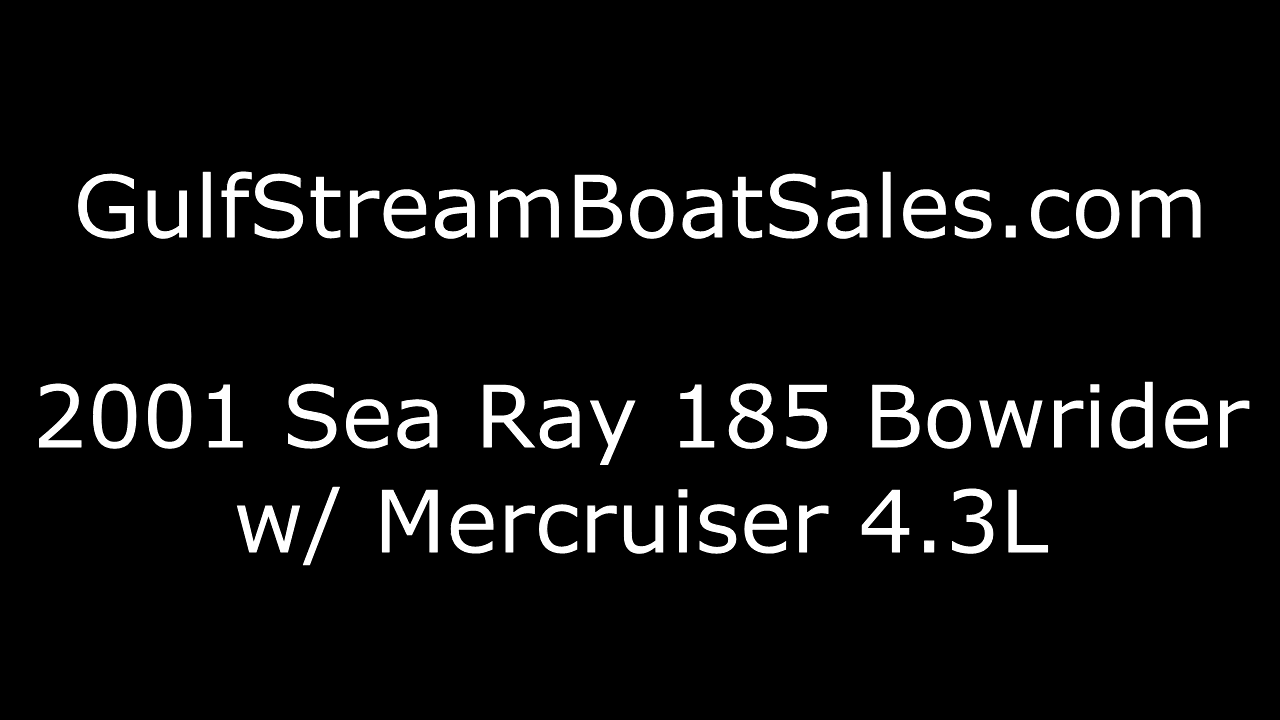 GulfStreamBoatSales.com
2001 Sea Ray 185 Bowrider
w/ Mercruiser 4.3L